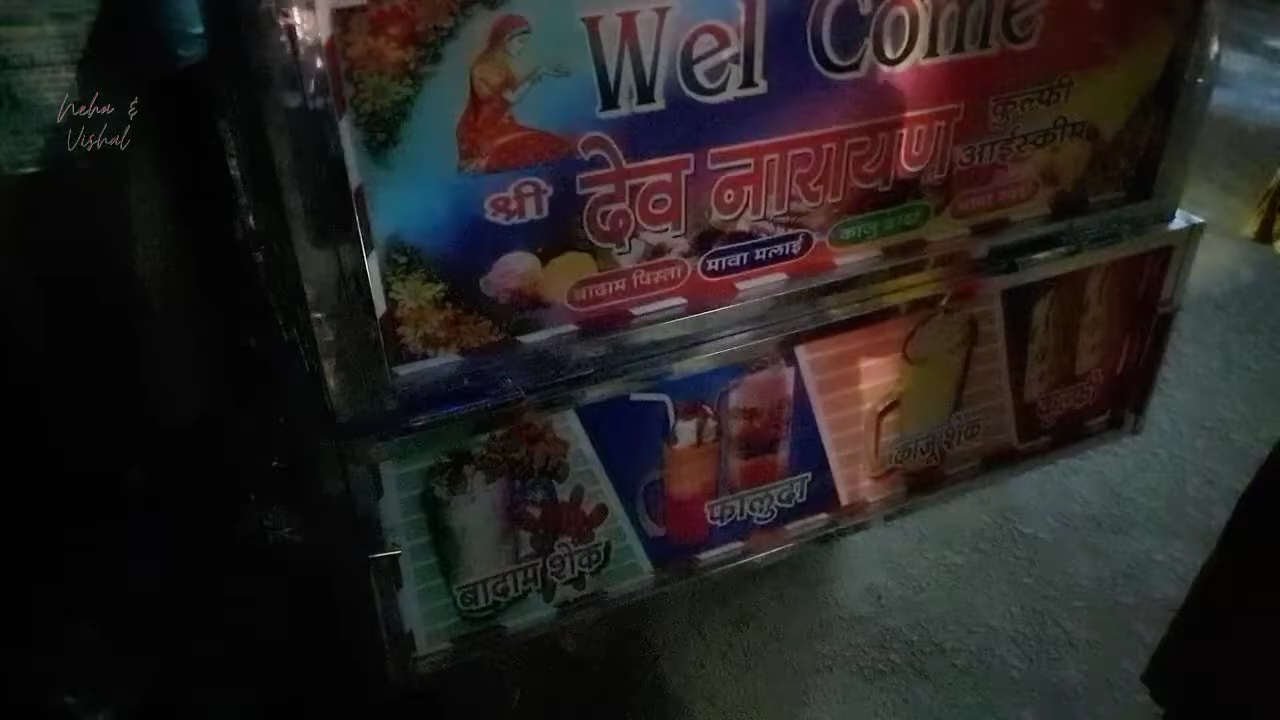 Neha &
Vishal
Wel Come
श्री देव नारायण
कुल्फी
आईस्क्रीम
बादाम पिस्ता
मावा मलाई
काजू
बादाम शेक
फालुदा
काजू शेक